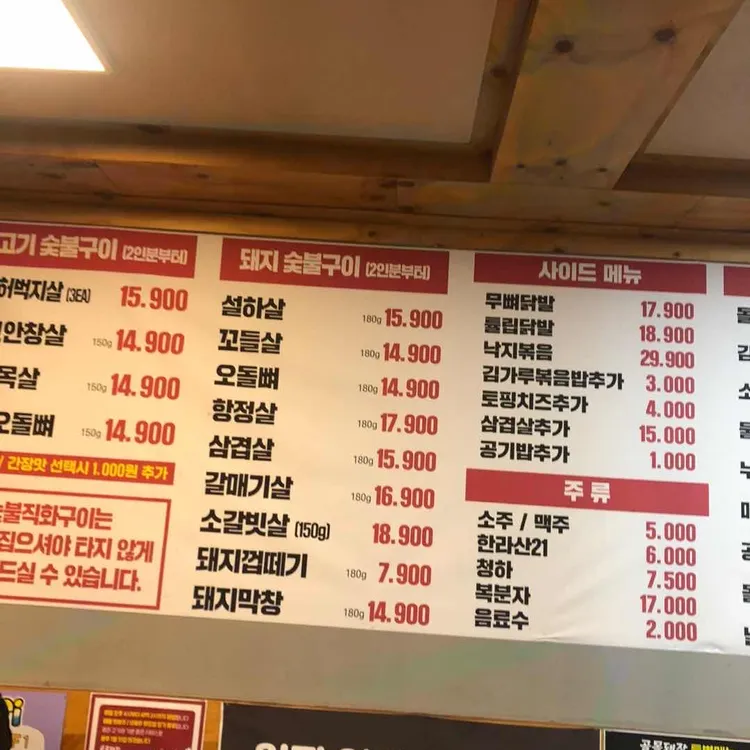 고기 숯불구이 (2인분부터)
허벅지살 (3EA) 15.900
안창살 150g 14.900
목살 150g 14.900
오돌뼈 150g 14.900
/ 간장맛 선택시 1.000원 추가
불직화구이는
집으셔야 타지 않게
드실 수 있습니다.
돼지 숯불구이 (2인분부터)
설하살 180g 15.900
꼬들살 180g 14.900
오돌뼈 180g 14.900
항정살 180g 17.900
삼겹살 180g 15.900
갈매기살 180g 16.900
소갈빗살 (150g) 18.900
돼지껍떼기 180g 7.900
돼지막창 180g 14.900
사이드 메뉴
무뼈닭발 17.900
튤립닭발 18.900
낙지볶음 29.900
김가루볶음밥추가 3.000
토핑치즈추가 4.000
삼겹살추가 15.000
공기밥추가 1.000
주 류
소주 / 맥주 5.000
한라산21 6.000
청하 7.500
복분자 17.000
음료수 2.000